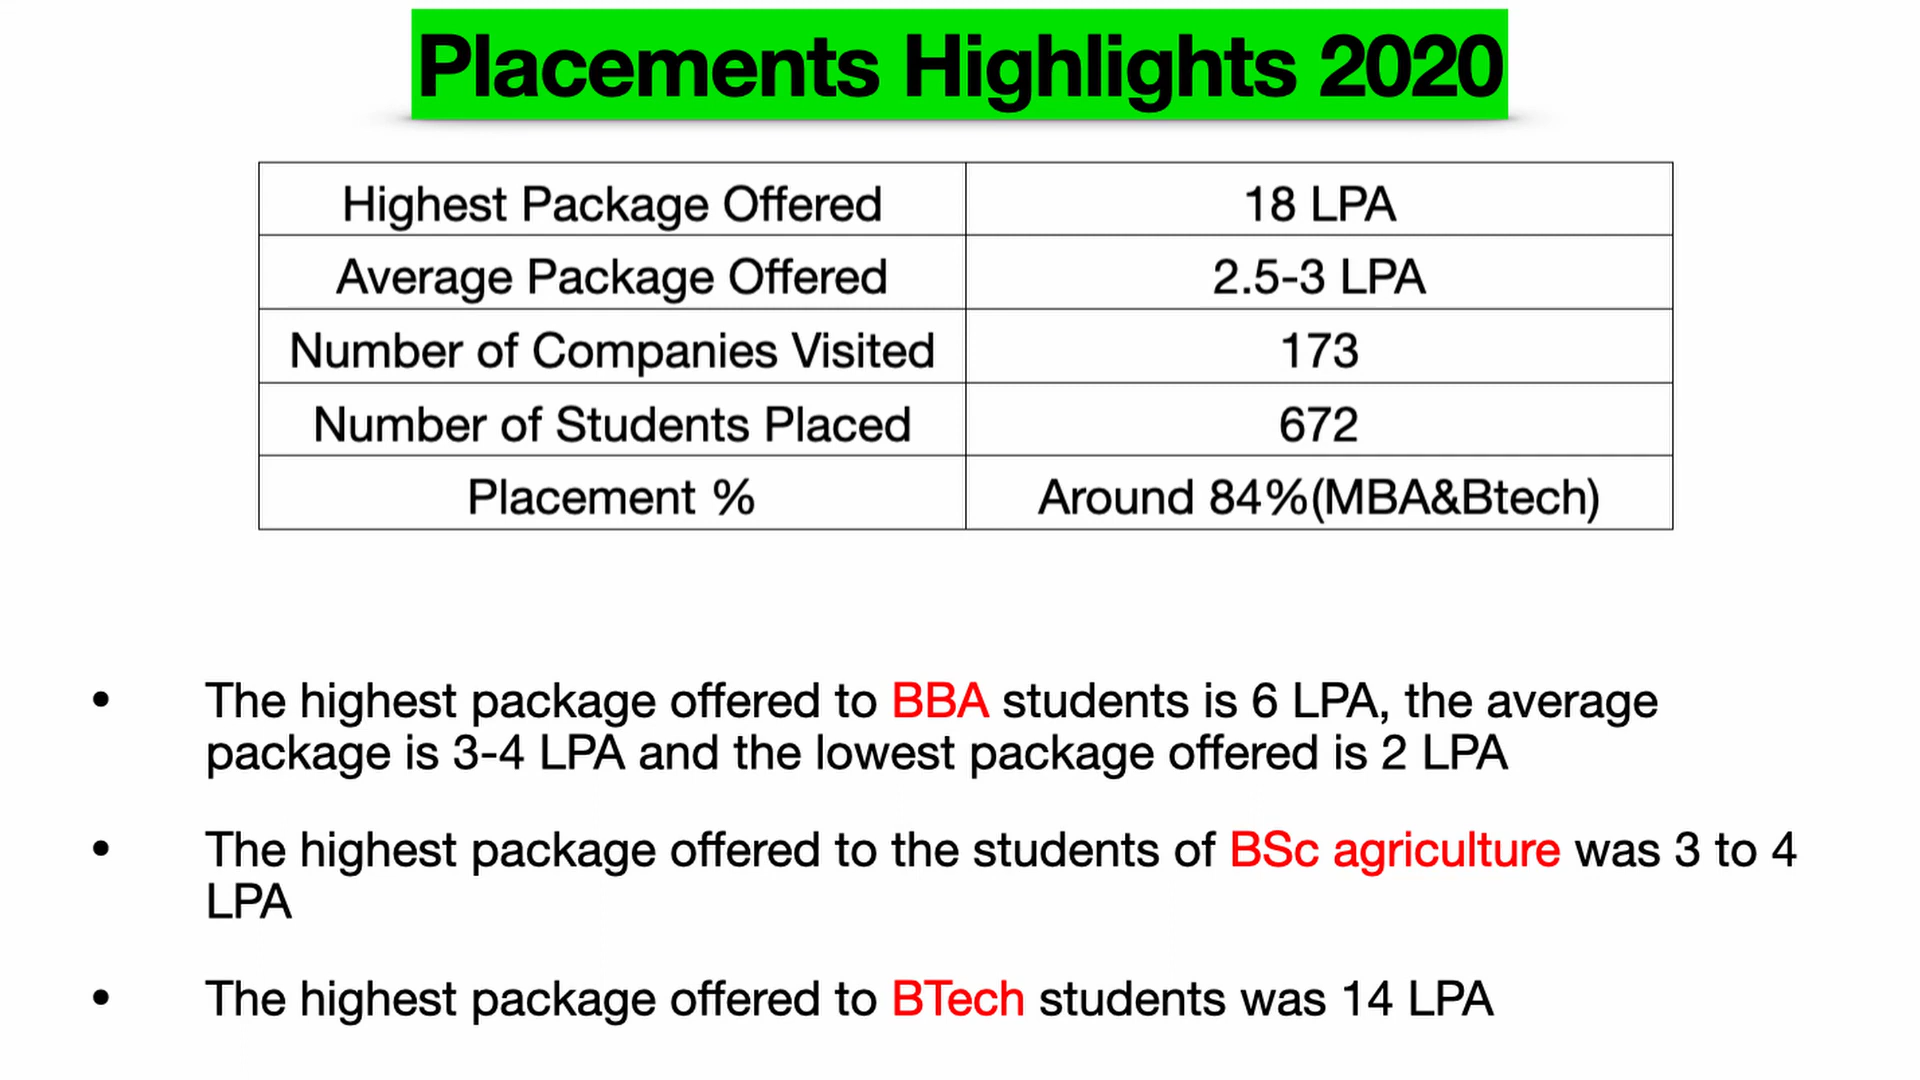 Placements Highlights 2020
Highest Package Offered 18 LPA
Average Package Offered 2.5-3 LPA
Number of Companies Visited 173
Number of Students Placed 672
Placement % Around 84%(MBA&Btech)
• The highest package offered to BBA students is 6 LPA, the average
package is 3-4 LPA and the lowest package offered is 2 LPA
• The highest package offered to the students of BSc agriculture was 3 to 4
LPA
• The highest package offered to BTech students was 14 LPA